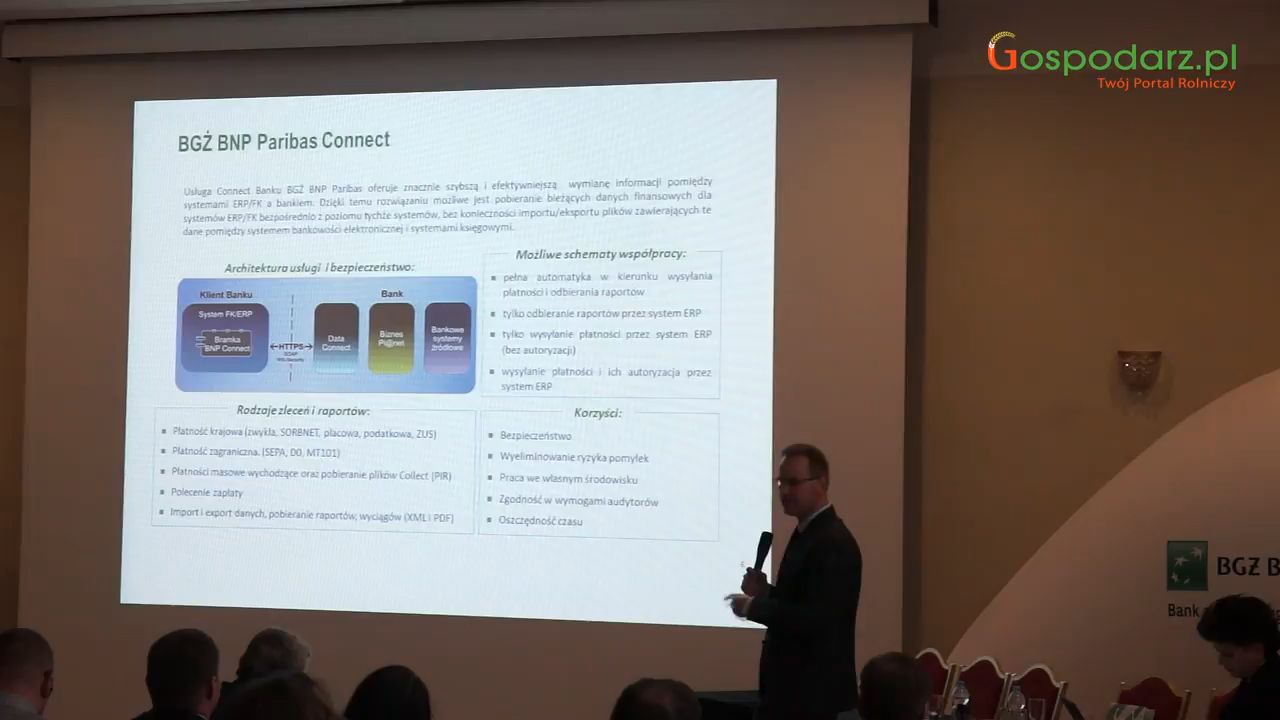 Gospodarz.pl
Twój Portal Rolniczy
BGŻ BNP Paribas Connect
Usługa Connect Banku BGŻ BNP Paribas oferuje znacznie szybszą i efektywniejszą wymianę informacji pomiędzy
systemami ERP/FK a bankiem. Dzięki temu rozwiązaniu możliwe jest pobieranie bieżących danych finansowych dla
systemów ERP/FK bezpośrednio z poziomu tychże systemów, bez konieczności importu/eksportu plików zawierających te
dane pomiędzy systemem bankowości elektronicznej i systemami księgowymi.
Architektura usługi i bezpieczeństwo:
Klient Banku
Bank
System FK/ERP
Bramka
BNP Connect
HTTPS
SOAP
WS-Security
Data
Connect
Biznes
Pl@net
Bankowe
systemy
źródłowe
Możliwe schematy współpracy:
pełna automatyka w kierunku wysyłania
płatności i odbierania raportów
tylko odbieranie raportów przez system ERP
tylko wysyłanie płatności przez system ERP
(bez autoryzacji)
wysyłanie płatności i ich autoryzacja przez
system ERP
Rodzaje zleceń i raportów:
Płatność krajowa (zwykła, SORBNET, płacowa, podatkowa, ZUS)
Płatność zagraniczna. (SEPA, DO, MT101)
Płatności masowe wychodzące oraz pobieranie plików Collect (PIR)
Polecenie zapłaty
Import i export danych, pobieranie raportów, wyciągów (XML i PDF)
Korzyści:
Bezpieczeństwo
Wyeliminowanie ryzyka pomyłek
Praca we własnym środowisku
Zgodność w wymogami audytorów
Oszczędność czasu
BGŻ B
Bank